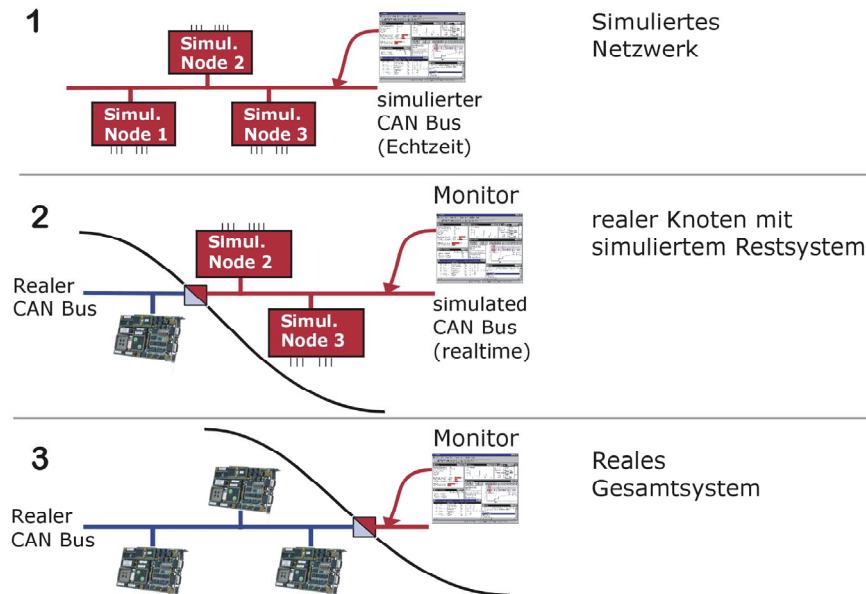 1
Simul.
Node 2
Simul.
Node 1
Simul.
Node 3
simulierter
CAN Bus
(Echtzeit)
Simuliertes
Netzwerk
2
Realer
CAN Bus
Simul.
Node 2
Simul.
Node 3
Monitor
simulated
CAN Bus
(realtime)
realer Knoten mit
simuliertem Restsystem
3
Realer
CAN Bus
Monitor
Reales
Gesamtsystem